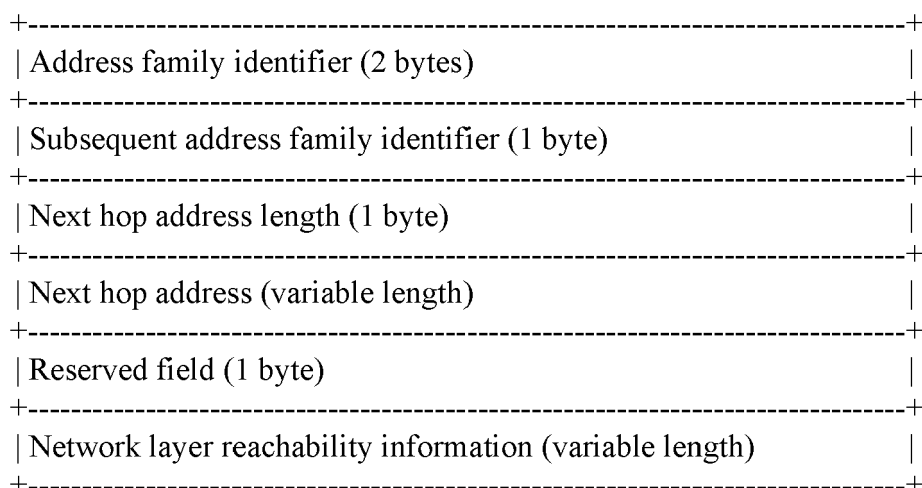 +-------------------------------------------------------------+
| Address family identifier (2 bytes) |
+-------------------------------------------------------------+
| Subsequent address family identifier (1 byte) |
+-------------------------------------------------------------+
| Next hop address length (1 byte) |
+-------------------------------------------------------------+
| Next hop address (variable length) |
+-------------------------------------------------------------+
| Reserved field (1 byte) |
+-------------------------------------------------------------+
| Network layer reachability information (variable length) |
+-------------------------------------------------------------+